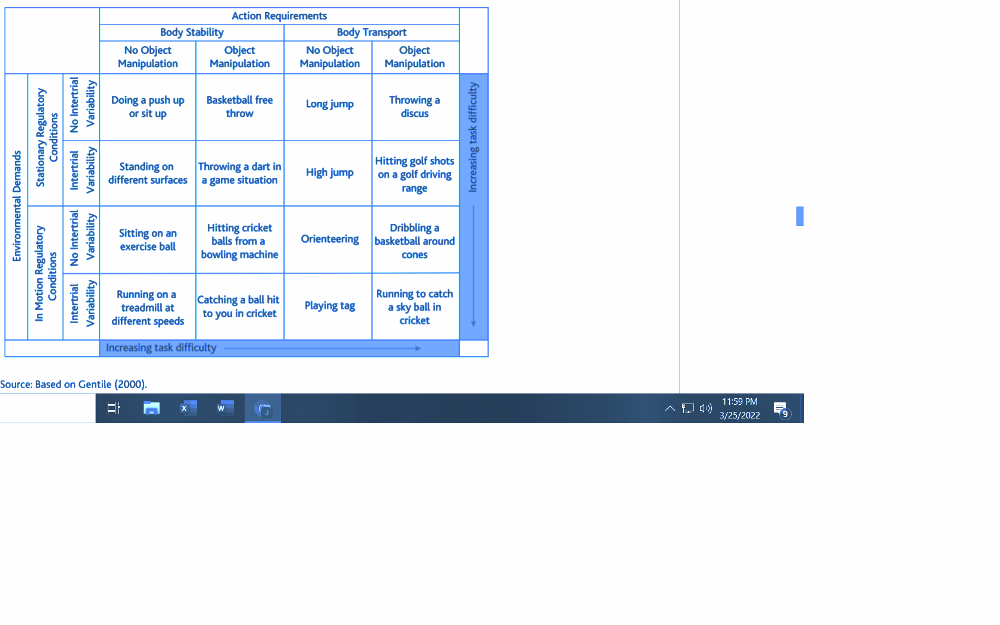 Action Requirements
Body Stability
Body Transport
No Object
Manipulation
Object
Manipulation
No Object
Manipulation
Object
Manipulation
Environmental Demands
Stationary Regulatory
Conditions
No Intertrial
Variability
Doing a push up
or sit up
Basketball free
throw
Long jump
Throwing a
discus
Increasing task difficulty
Intertrial
Variability
Standing on
different surfaces
Throwing a dart in
a game situation
High jump
Hitting golf shots
on a golf driving
range
In Motion Regulatory
Conditions
No Intertrial
Variability
Sitting on an
exercise ball
Hitting cricket
balls from a
bowling machine
Orienteering
Dribbling a
basketball around
cones
Intertrial
Variability
Running on a
treadmill at
different speeds
Catching a ball hit
to you in cricket
Playing tag
Running to catch
a sky ball in
cricket
Increasing task difficulty
Source: Based on Gentile (2000).
X
W
J
11:59 PM
3/25/2022
9